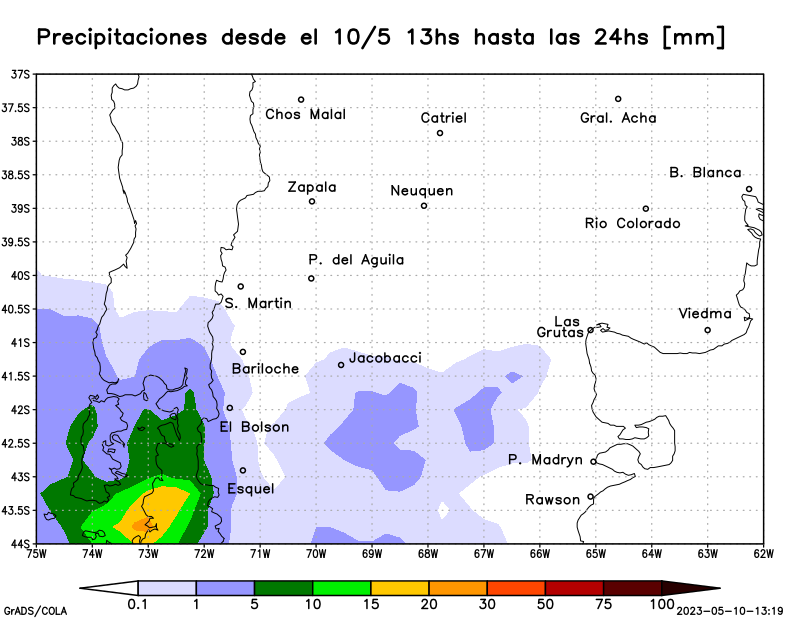 Precipitaciones desde el 10/5 13hs hasta las 24hs [mm]
37S
37.5S
38S
38.5S
39S
39.5S
40S
40.5S
41S
41.5S
42S
42.5S
43S
43.5S
44S
Chos Malal
Catriel
Gral. Acha
B. Blanca
Zapala
Neuquen
Rio Colorado
P. del Aguila
S. Martin
Viedma
Las
Grutas
Jacobacci
Bariloche
El Bolson
P. Madryn
Esquel
Rawson
75W 74W 73W 72W 71W 70W 69W 68W 67W 66W 65W 64W 63W 62W
0.1 1 5 10 15 20 30 50 75 100
GrADS/COLA
2023-05-10-13:19